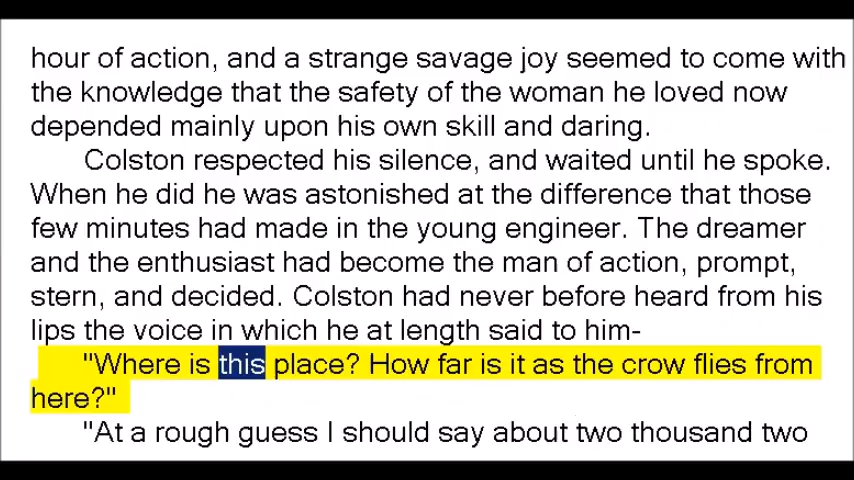 hour of action, and a strange savage joy seemed to come with
the knowledge that the safety of the woman he loved now
depended mainly upon his own skill and daring.
Colston respected his silence, and waited until he spoke.
When he did he was astonished at the difference that those
few minutes had made in the young engineer. The dreamer
and the enthusiast had become the man of action, prompt,
stern, and decided. Colston had never before heard from his
lips the voice in which he at length said to him-
"Where is this place? How far is it as the crow flies from
here?"
"At a rough guess I should say about two thousand two